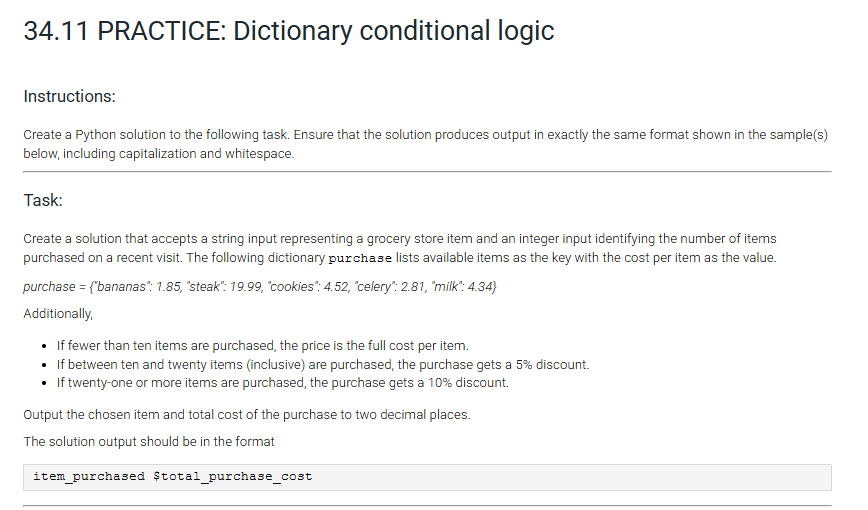 34.11 PRACTICE: Dictionary conditional logic
Instructions:
Create a Python solution to the following task. Ensure that the solution produces output in exactly the same format shown in the sample(s)
below, including capitalization and whitespace.
Task:
Create a solution that accepts a string input representing a grocery store item and an integer input identifying the number of items
purchased on a recent visit. The following dictionary purchase lists available items as the key with the cost per item as the value.
purchase = {"bananas": 1.85, "steak": 19.99, "cookies": 4.52, "celery": 2.81, "milk": 4.34}
Additionally,
• If fewer than ten items are purchased, the price is the full cost per item.
• If between ten and twenty items (inclusive) are purchased, the purchase gets a 5% discount.
• If twenty-one or more items are purchased, the purchase gets a 10% discount.
Output the chosen item and total cost of the purchase to two decimal places.
The solution output should be in the format
item_purchased $total_purchase_cost